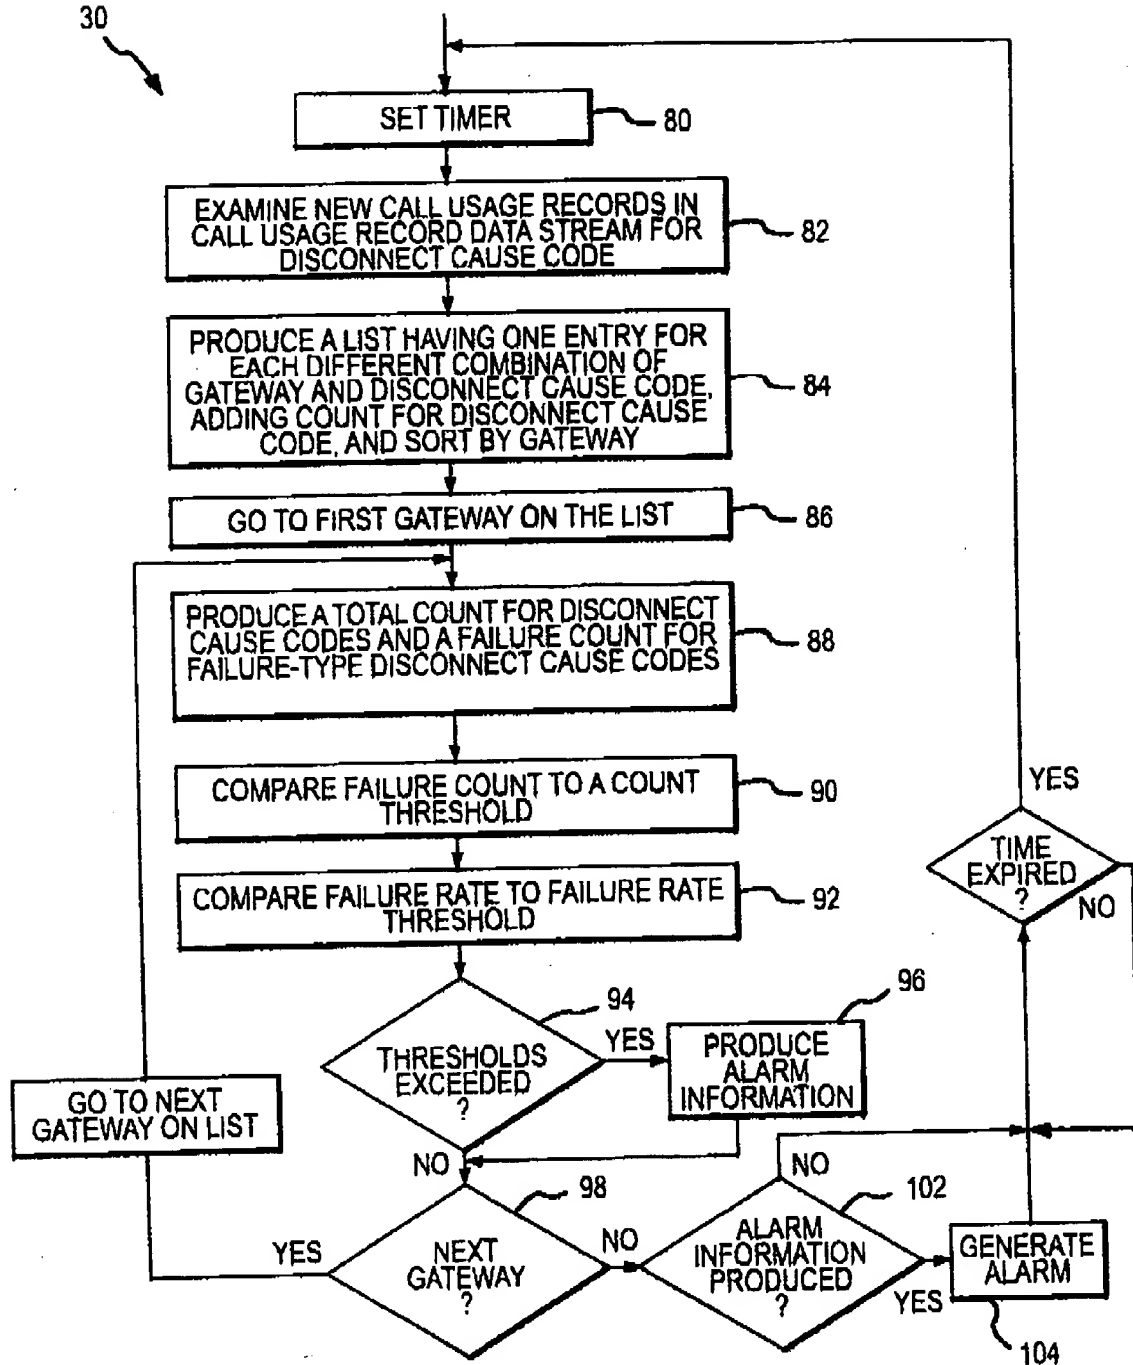 30
SET TIMER
80
EXAMINE NEW CALL USAGE RECORDS IN
CALL USAGE RECORD DATA STREAM FOR
DISCONNECT CAUSE CODE
82
PRODUCE A LIST HAVING ONE ENTRY FOR
EACH DIFFERENT COMBINATION OF
GATEWAY AND DISCONNECT CAUSE CODE,
ADDING COUNT FOR DISCONNECT CAUSE
CODE, AND SORT BY GATEWAY
84
GO TO FIRST GATEWAY ON THE LIST
86
PRODUCE A TOTAL COUNT FOR DISCONNECT
CAUSE CODES AND A FAILURE COUNT FOR
FAILURE-TYPE DISCONNECT CAUSE CODES
88
COMPARE FAILURE COUNT TO A COUNT
THRESHOLD
90
COMPARE FAILURE RATE TO FAILURE RATE
THRESHOLD
92
THRESHOLDS
EXCEEDED
?
94
YES
NO
PRODUCE
ALARM
INFORMATION
96
GO TO NEXT
GATEWAY ON LIST
NEXT
GATEWAY
?
98
YES
NO
ALARM
INFORMATION
PRODUCED
?
102
NO
YES
GENERATE
ALARM
104
TIME
EXPIRED
?
YES
NO